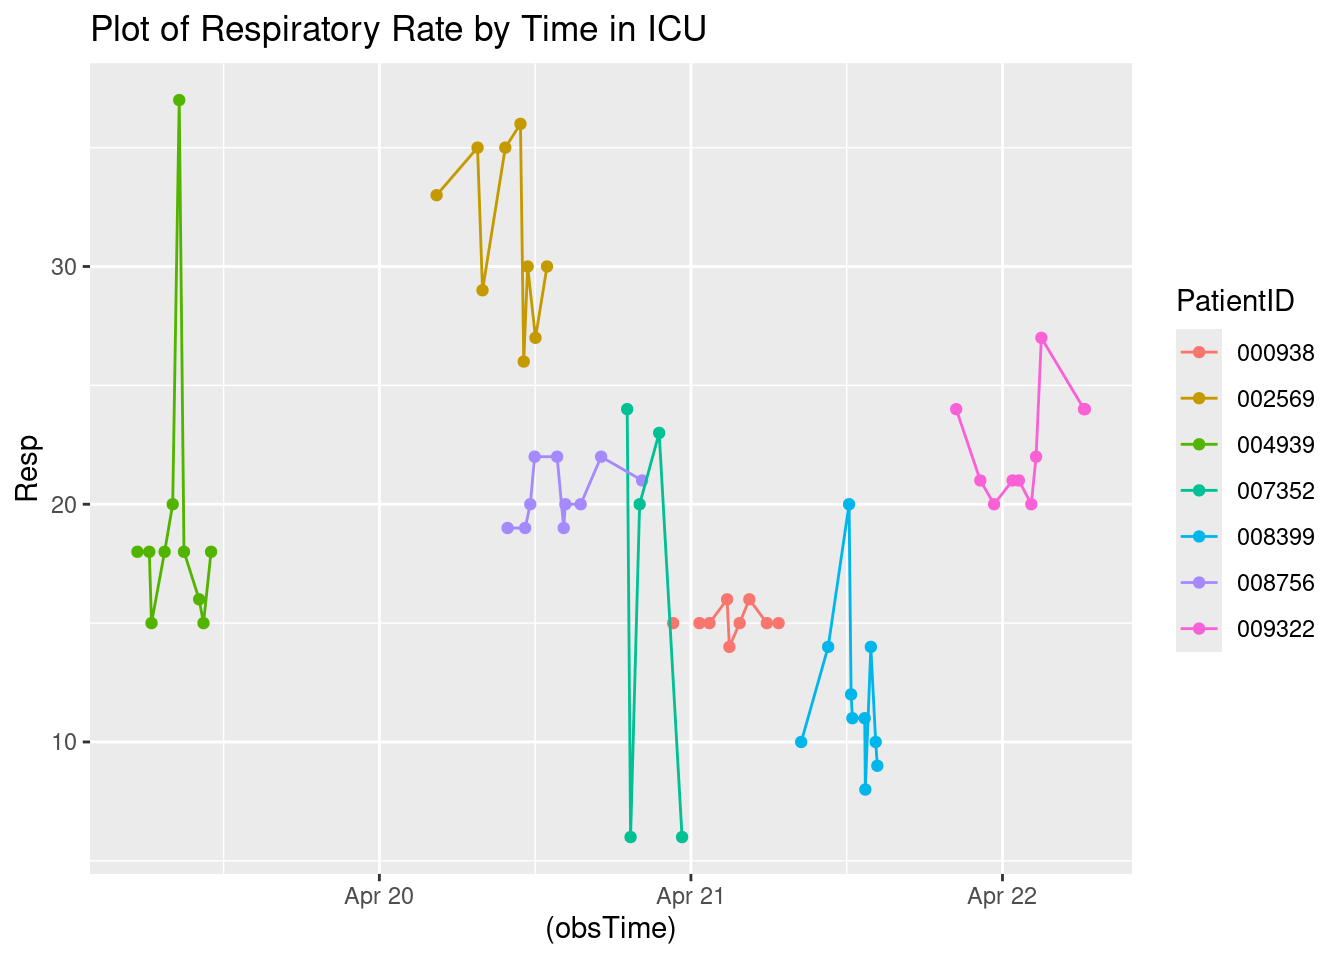 Plot of Respiratory Rate by Time in ICU
Resp
30
20
10
Apr 20
Apr 21
Apr 22
(obsTime)
PatientID
000938
002569
004939
007352
008399
008756
009322